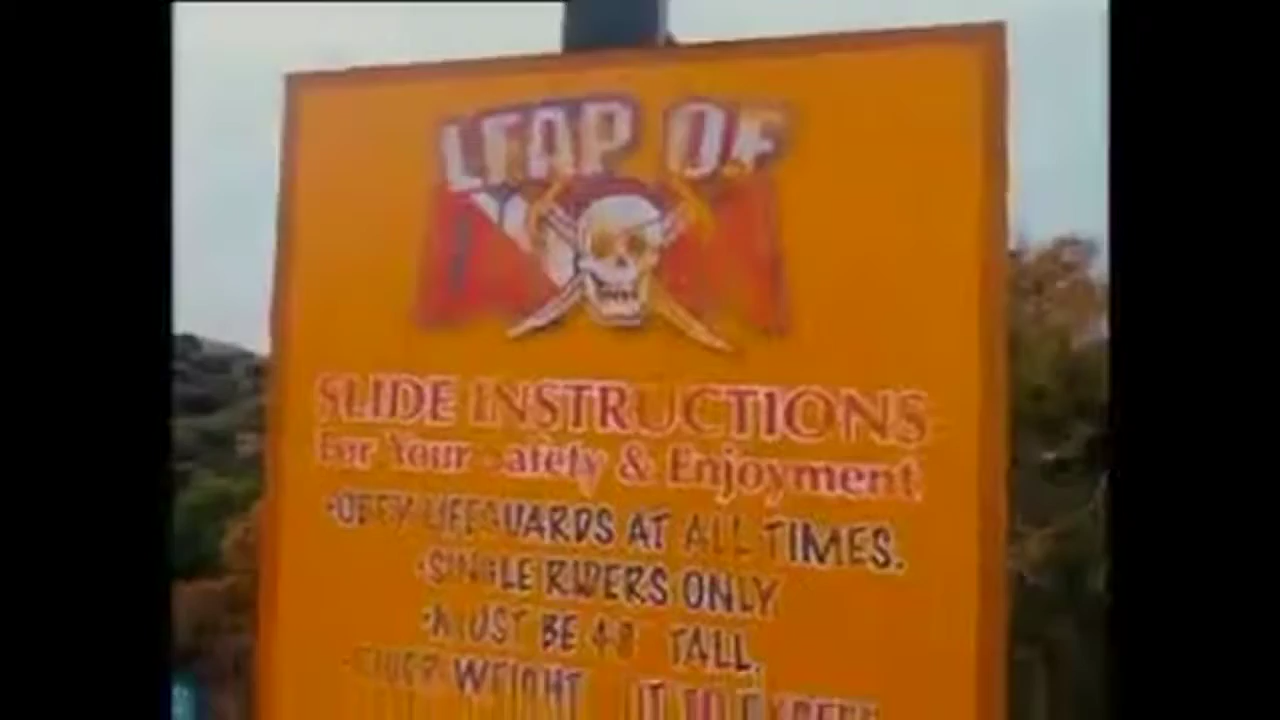 LEAP OF
SLIDE INSTRUCTIONS
For Your Safety & Enjoyment
•OBEY LIFEGUARDS AT ALL TIMES.
•SINGLE RIDERS ONLY
•MUST BE 48" TALL.
WEIGHT